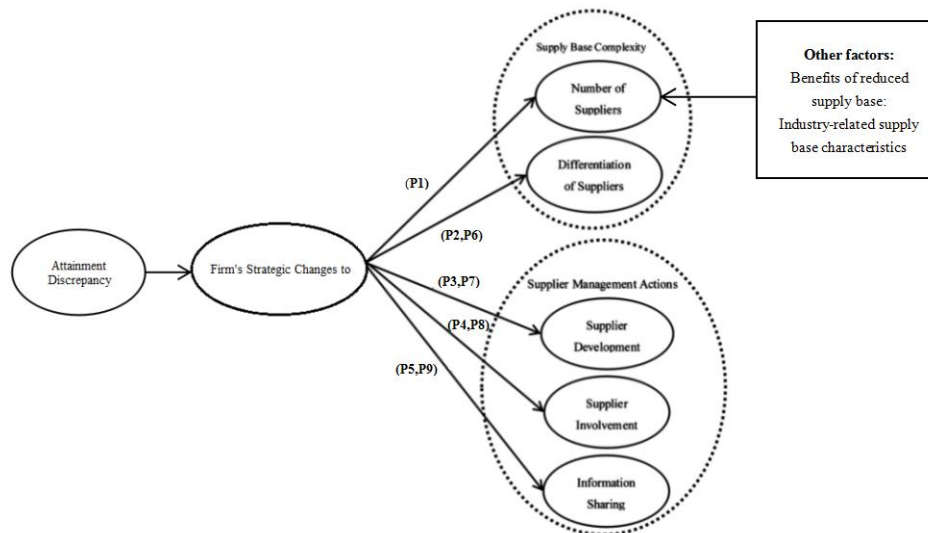 Supply Base Complexity
Number of
Suppliers
Other factors:
Benefits of reduced
supply base:
Industry-related supply
base characteristics
Differentiation
of Suppliers
(P1)
(P2,P6)
Attainment
Discrepancy
Firm's Strategic Changes to
(P3,P7)
Supplier Management Actions
(P4,P8)
Supplier
Development
(P5,P9)
Supplier
Involvement
Information
Sharing